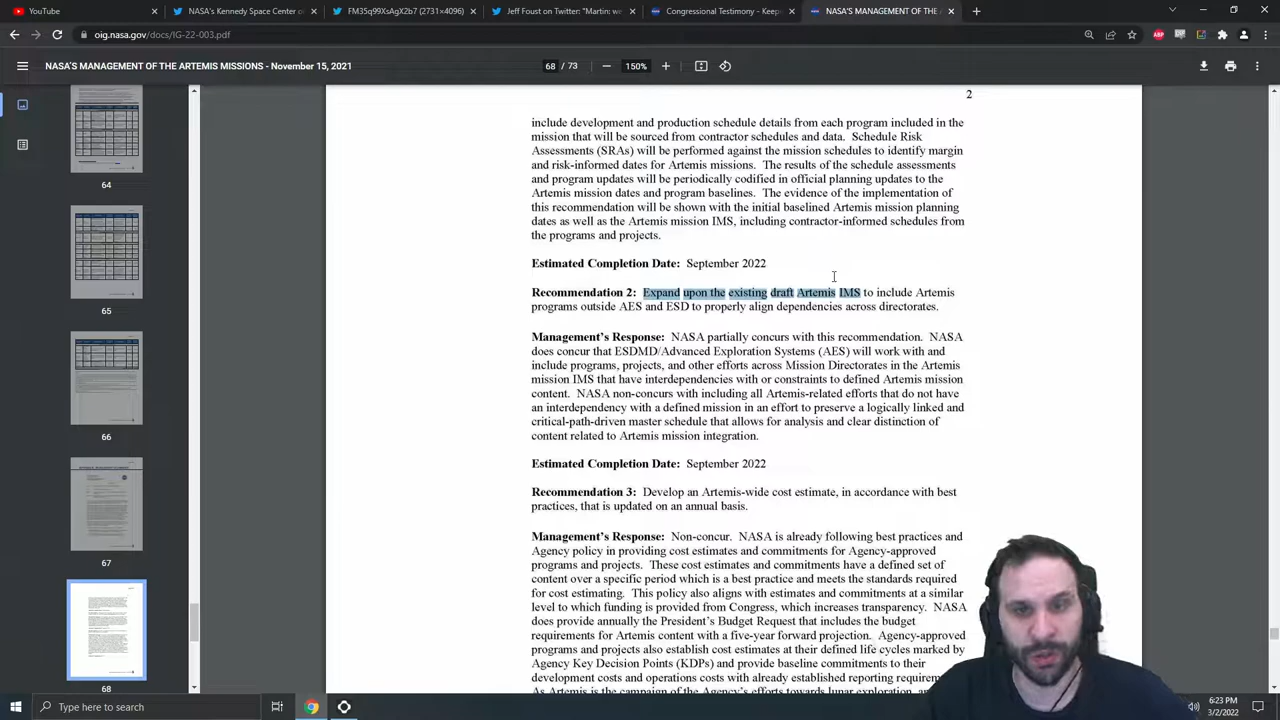 YouTube
NASA's Kennedy Space Center o
FM35q99XsAgX2b7 (2731×4096)
Jeff Foust on Twitter: "Martin we
Congressional Testimony - Keepi
NASA'S MANAGEMENT OF THE A
oig.nasa.gov/docs/IG-22-003.pdf
NASA'S MANAGEMENT OF THE ARTEMIS MISSIONS - November 15, 2021
68 / 73
150%
64
65
66
67
68
2
include development and production schedule details from each program included in the
mission that will be sourced from contractor schedules and data. Schedule Risk
Assessments (SRAs) will be performed against the mission schedules to identify margin
and risk-informed dates for Artemis missions. The results of the schedule assessments
and program updates will be periodically codified in official planning updates to the
Artemis mission dates and program baselines. The evidence of the implementation of
this recommendation will be shown with the initial baselined Artemis mission planning
dates as well as the Artemis mission IMS, including contractor-informed schedules from
the programs and projects.
Estimated Completion Date: September 2022
Recommendation 2: Expand upon the existing draft Artemis IMS to include Artemis
programs outside AES and ESD to properly align dependencies across directorates.
Management's Response: NASA partially concurs with this recommendation. NASA
does concur that ESDMD/Advanced Exploration Systems (AES) will work with and
include programs, projects, and other efforts across Mission Directorates in the Artemis
mission IMS that have interdependencies with or constraints to defined Artemis mission
content. NASA non-concurs with including all Artemis-related efforts that do not have
an interdependency with a defined mission in an effort to preserve a logically linked and
critical-path-driven master schedule that allows for analysis and clear distinction of
content related to Artemis mission integration.
Estimated Completion Date: September 2022
Recommendation 3: Develop an Artemis-wide cost estimate, in accordance with best
practices, that is updated on an annual basis.
Management's Response: Non-concur. NASA is already following best practices and
Agency policy in providing cost estimates and commitments for Agency-approved
programs and projects. These cost estimates and commitments have a defined set of
content over a specific period which is a best practice and meets the standards required
for cost estimating. This policy also aligns with estimates and commitments at a similar
level to which funding is provided from Congress, which increases transparency. NASA
does provide annually the President's Budget Request that includes the budget
requirements for Artemis content with a five-year forward projection. Agency-approved
programs and projects also establish cost estimates at their defined life cycles marked by
Agency Key Decision Points (KDPs) and provide baseline commitments to their
development costs and operations costs with already established reporting requirem
As Artemis is the campaign of the Agency's efforts towards lunar exploration,
Type here to search
6:23 PM
3/2/2022